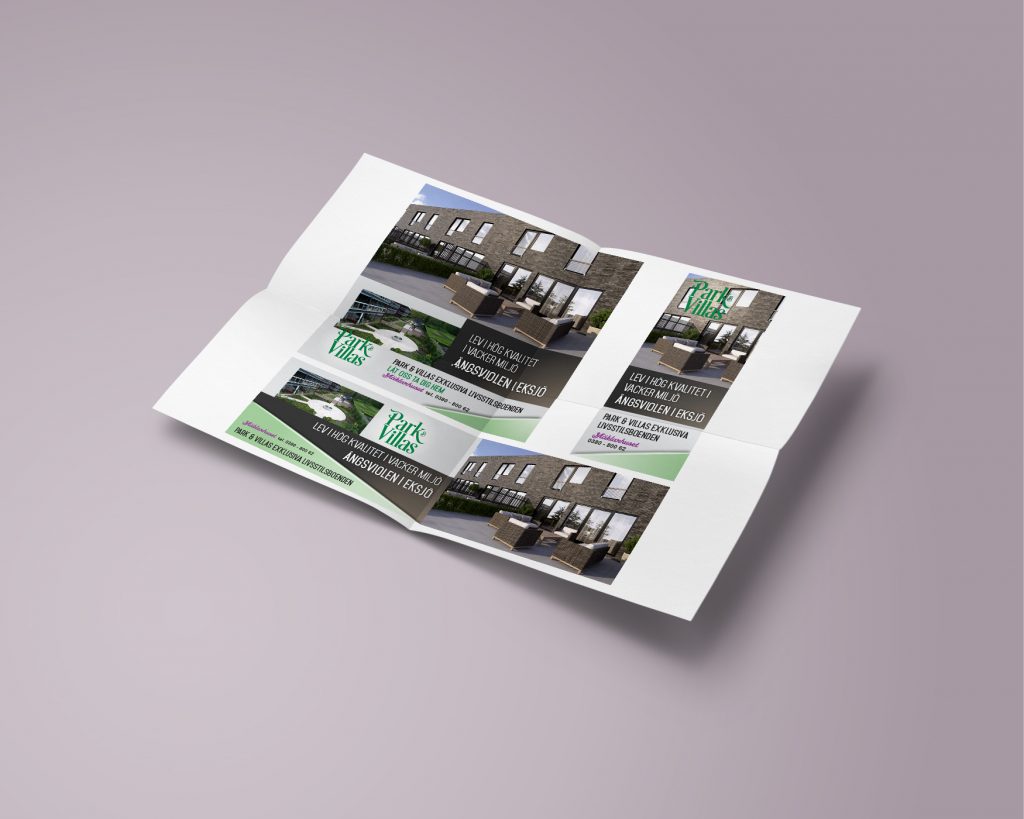 Park &
Villas
LEV I HÖG KVALITET
I VACKER MILJÖ
ÄNGSVIOLEN I EKSJÖ
PARK & VILLAS EXKLUSIVA LIVSSTILSBOENDEN
LÅT OSS TA DIG HEM
Mäklarhuset tel. 0380 - 800 62
Park &
Villas
LEV I HÖG KVALITET I VACKER MILJÖ
ÄNGSVIOLEN I EKSJÖ
Mäklarhuset tel. 0380 - 800 62
PARK & VILLAS EXKLUSIVA LIVSSTILSBOENDEN
Park &
Villas
LEV I HÖG KVALITET I
VACKER MILJÖ
ÄNGSVIOLEN I EKSJÖ
PARK & VILLAS EXKLUSIVA
LIVSSTILSBOENDEN
Mäklarhuset
0380 - 800 62